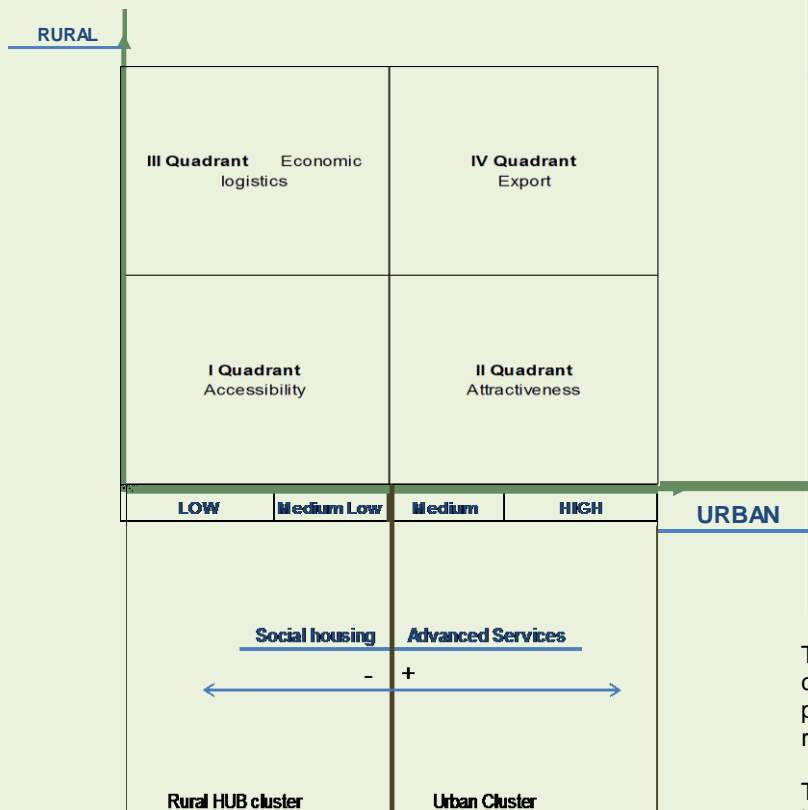 RURAL
III Quadrant Economic
logistics
IV Quadrant
Export
I Quadrant
Accessibility
II Quadrant
Attractiveness
LOW Medium Low Medium HIGH
URBAN
Social housing Advanced Services
- +
Rural HUB cluster Urban Cluster